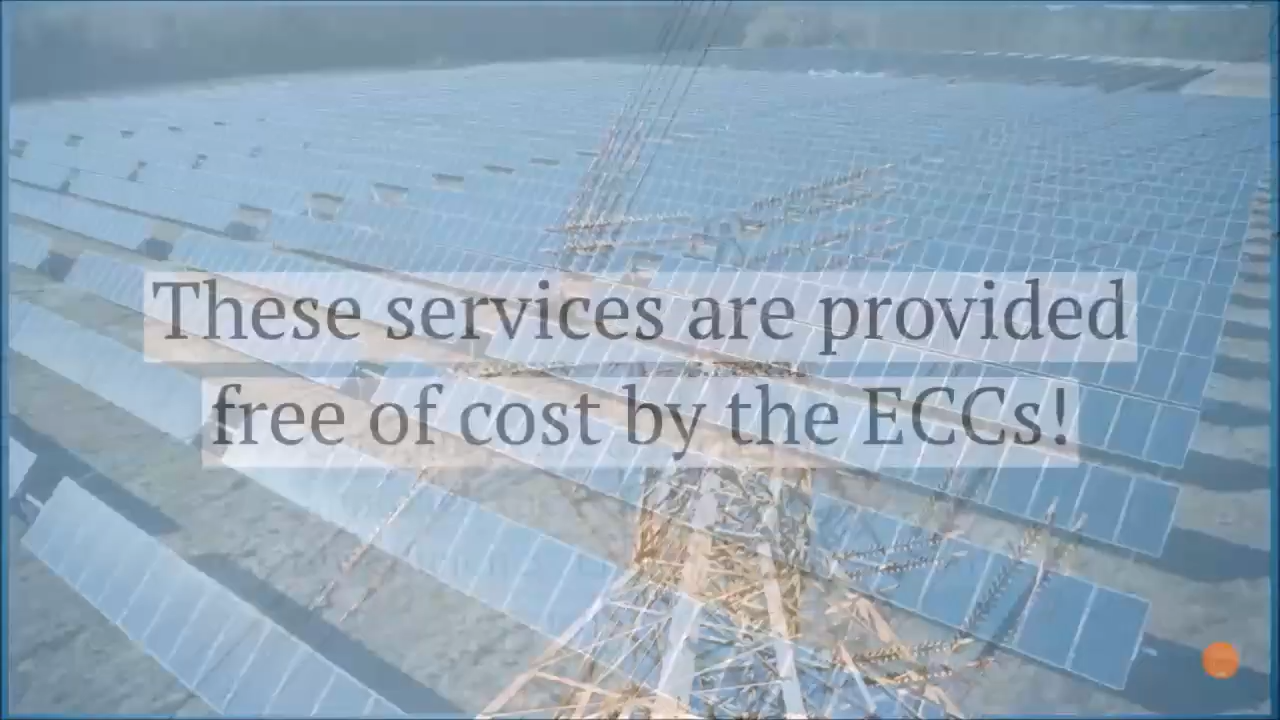 These services are provided
free of cost by the ECCs!